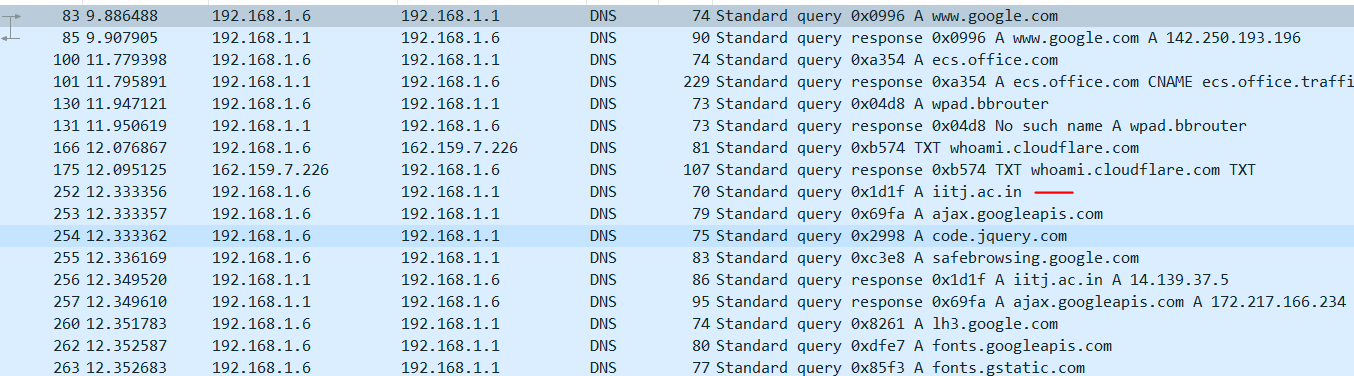 83 9.886488 192.168.1.6 192.168.1.1 DNS 74 Standard query 0x0996 A www.google.com
85 9.907905 192.168.1.1 192.168.1.6 DNS 90 Standard query response 0x0996 A www.google.com A 142.250.193.196
100 11.779398 192.168.1.6 192.168.1.1 DNS 74 Standard query 0xa354 A ecs.office.com
101 11.795891 192.168.1.1 192.168.1.6 DNS 229 Standard query response 0xa354 A ecs.office.com CNAME ecs.office.traffi
130 11.947121 192.168.1.6 192.168.1.1 DNS 73 Standard query 0x04d8 A wpad.bbrouter
131 11.950619 192.168.1.1 192.168.1.6 DNS 73 Standard query response 0x04d8 No such name A wpad.bbrouter
166 12.076867 192.168.1.6 162.159.7.226 DNS 81 Standard query 0xb574 TXT whoami.cloudflare.com
175 12.095125 162.159.7.226 192.168.1.6 DNS 107 Standard query response 0xb574 TXT whoami.cloudflare.com TXT
252 12.333356 192.168.1.6 192.168.1.1 DNS 70 Standard query 0x1d1f A iitj.ac.in
253 12.333357 192.168.1.6 192.168.1.1 DNS 79 Standard query 0x69fa A ajax.googleapis.com
254 12.333362 192.168.1.6 192.168.1.1 DNS 75 Standard query 0x2998 A code.jquery.com
255 12.336169 192.168.1.6 192.168.1.1 DNS 83 Standard query 0xc3e8 A safebrowsing.google.com
256 12.349520 192.168.1.1 192.168.1.6 DNS 86 Standard query response 0x1d1f A iitj.ac.in A 14.139.37.5
257 12.349610 192.168.1.1 192.168.1.6 DNS 95 Standard query response 0x69fa A ajax.googleapis.com A 172.217.166.234
260 12.351783 192.168.1.6 192.168.1.1 DNS 74 Standard query 0x8261 A lh3.google.com
262 12.352587 192.168.1.6 192.168.1.1 DNS 80 Standard query 0xdfe7 A fonts.googleapis.com
263 12.352683 192.168.1.6 192.168.1.1 DNS 77 Standard query 0x85f3 A fonts.gstatic.com